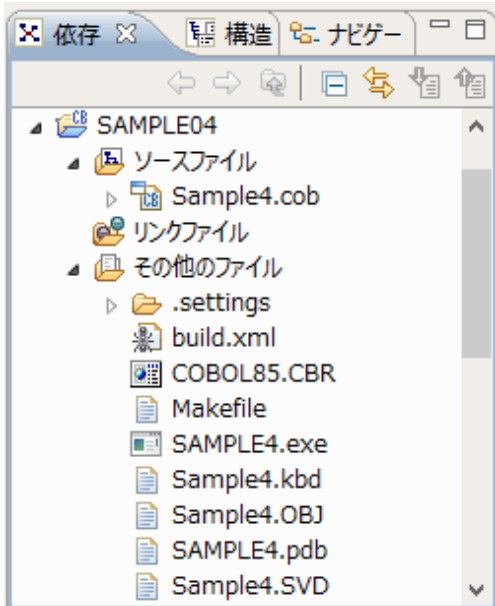 依存 構造 ナビゲー
SAMPLE04
ソースファイル
Sample4.cob
リンクファイル
その他のファイル
.settings
build.xml
COBOL85.CBR
Makefile
SAMPLE4.exe
Sample4.kbd
Sample4.OBJ
SAMPLE4.pdb
Sample4.SVD